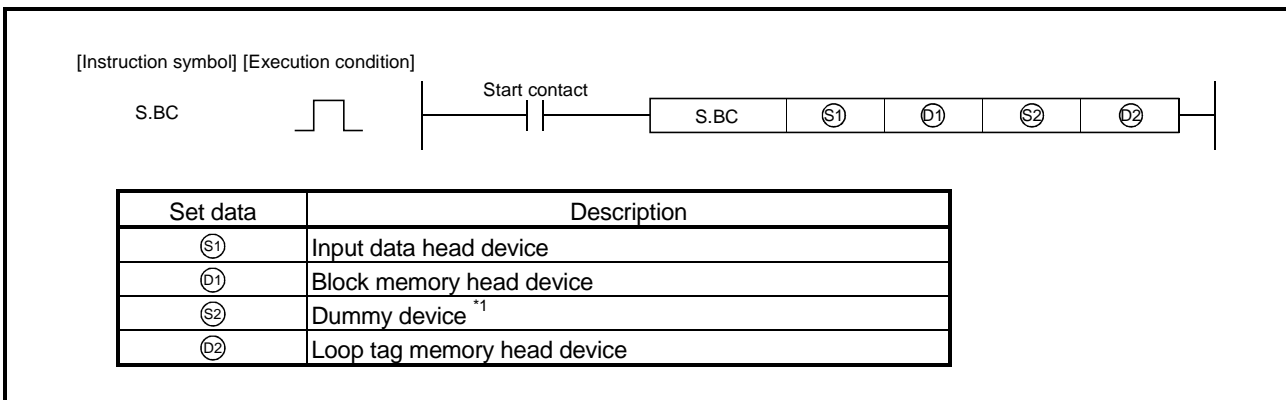 [Instruction symbol] [Execution condition]
Start contact
S.BC S.BC S1 D1 S2 D2
Set data Description
S1 Input data head device
D1 Block memory head device
S2 Dummy device *1
D2 Loop tag memory head device